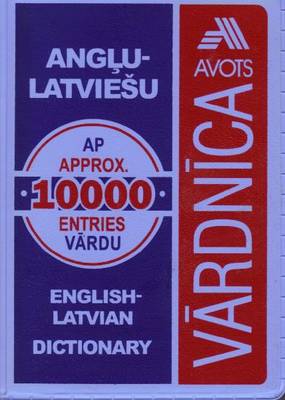 ANGĻU-
LATVIEŠU
AP
APPROX.
10000
ENTRIES
VĀRDU
ENGLISH-
LATVIAN
DICTIONARY
AVOTS
VĀRDNĪCA